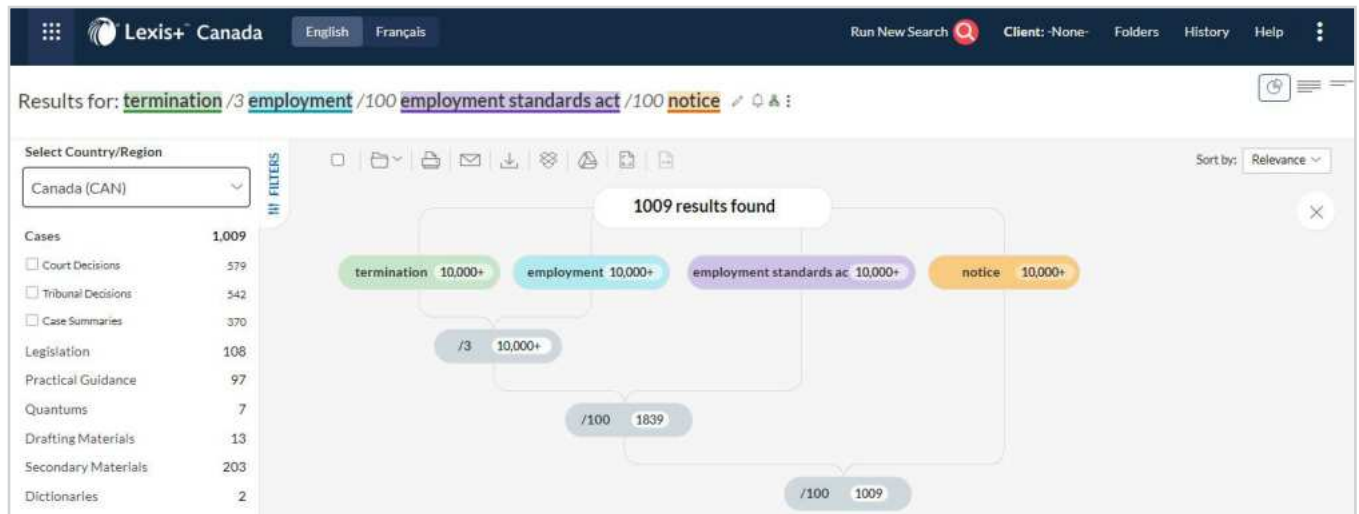 Lexis+ Canada English Français Run New Search Client: -None- Folders History Help
Results for: termination /3 employment /100 employment standards act /100 notice
Select Country/Region
Canada (CAN)
FILTERS
Sort by: Relevance
1009 results found
Cases 1,009
Court Decisions 579
Tribunal Decisions 542
Case Summaries 370
Legislation 108
Practical Guidance 97
Quantums 7
Drafting Materials 13
Secondary Materials 203
Dictionaries 2
termination 10,000+ employment 10,000+ employment standards ac 10,000+ notice 10,000+
/3 10,000+
/100 1839
/100 1009